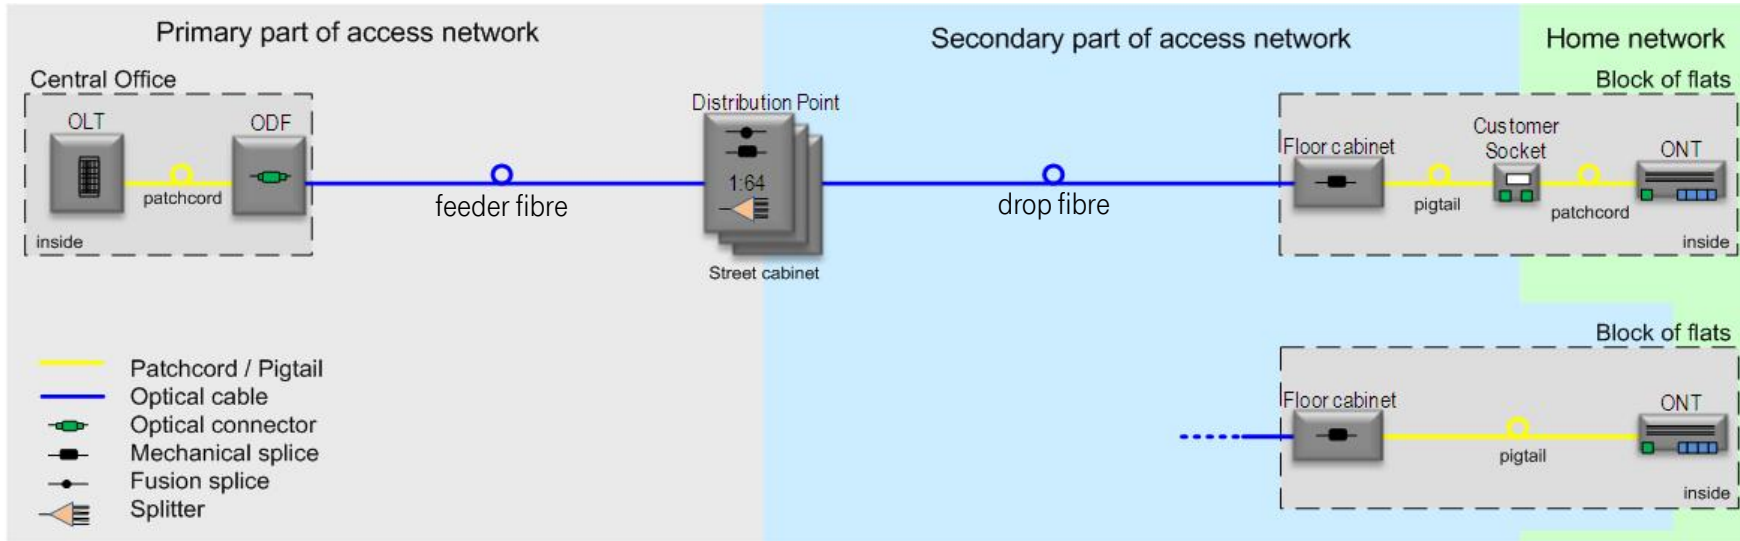 Primary part of access network
Secondary part of access network
Home network
Central Office
Block of flats
OLT
ODF
Distribution Point
Floor cabinet
Customer
Socket
ONT
patchcord
feeder fibre
1:64
drop fibre
pigtail
patchcord
inside
inside
Street cabinet
Block of flats
Floor cabinet
ONT
pigtail
inside
Patchcord / Pigtail
Optical cable
Optical connector
Mechanical splice
Fusion splice
Splitter